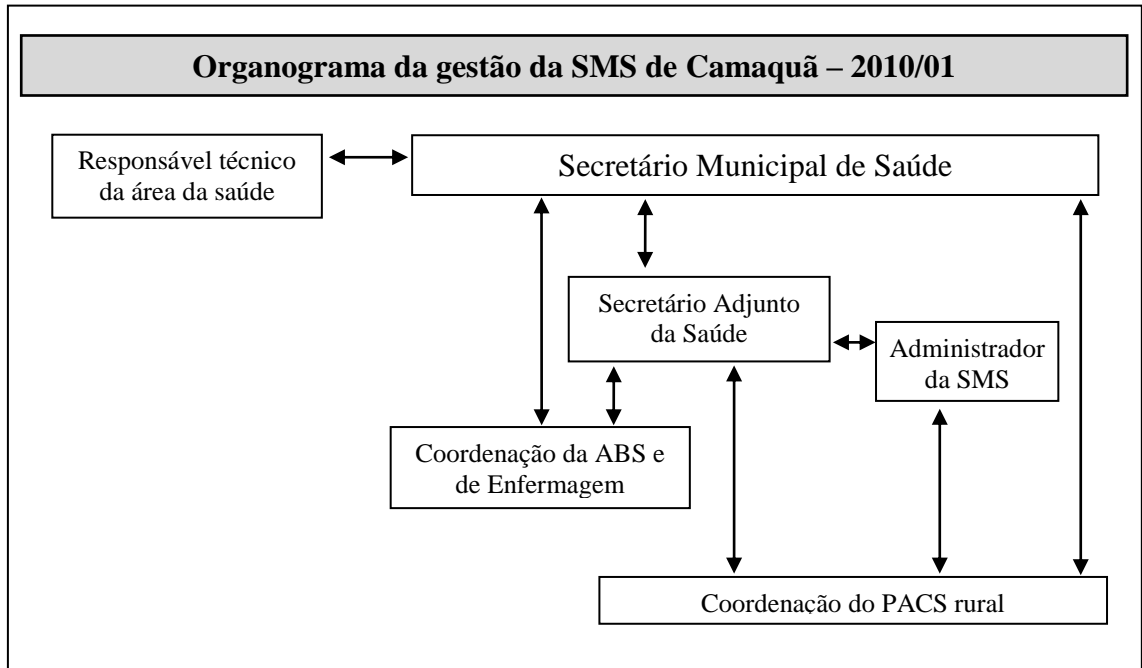 Organograma da gestão da SMS de Camaquã – 2010/01
Responsável técnico
da área da saúde
Secretário Municipal de Saúde
Secretário Adjunto
da Saúde
Administrador
da SMS
Coordenação da ABS e
de Enfermagem
Coordenação do PACS rural